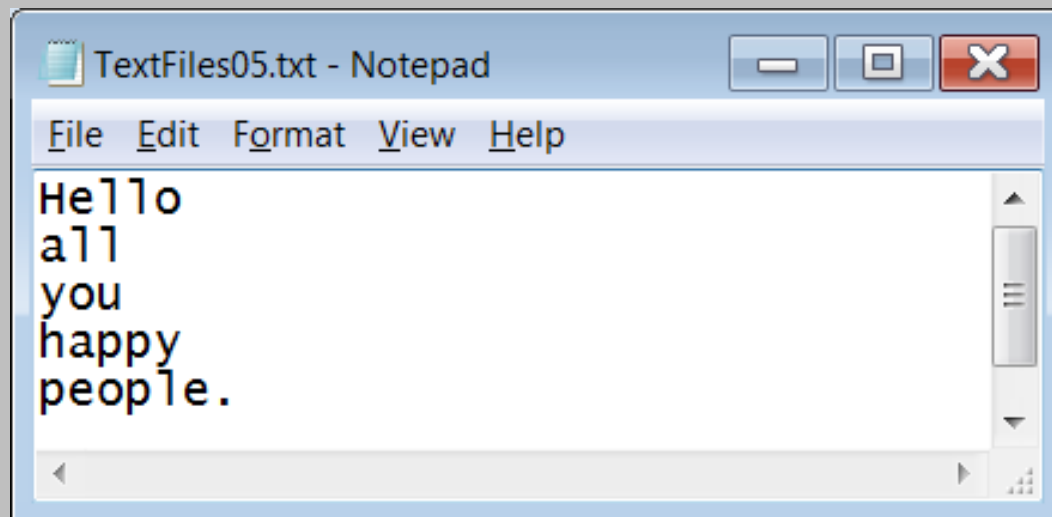 TextFiles05.txt - Notepad
File Edit Format View Help
Hello
all
you
happy
people.